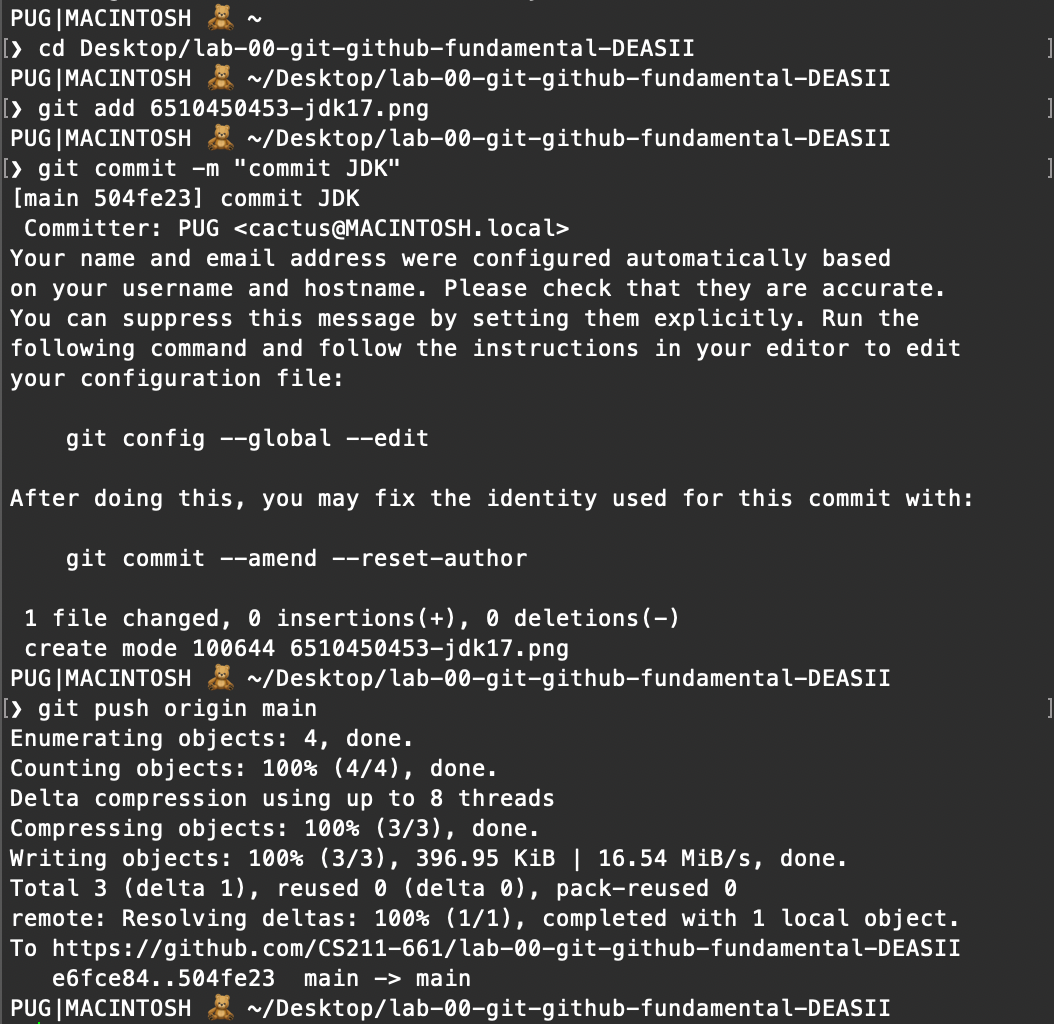 PUG|MACINTOSH 🧸 ~
[❯ cd Desktop/lab-00-git-github-fundamental-DEASII ]
PUG|MACINTOSH 🧸 ~/Desktop/lab-00-git-github-fundamental-DEASII
[❯ git add 6510450453-jdk17.png ]
PUG|MACINTOSH 🧸 ~/Desktop/lab-00-git-github-fundamental-DEASII
[❯ git commit -m "commit JDK" ]
[main 504fe23] commit JDK
 Committer: PUG <cactus@MACINTOSH.local>
Your name and email address were configured automatically based
on your username and hostname. Please check that they are accurate.
You can suppress this message by setting them explicitly. Run the
following command and follow the instructions in your editor to edit
your configuration file:

    git config --global --edit

After doing this, you may fix the identity used for this commit with:

    git commit --amend --reset-author

 1 file changed, 0 insertions(+), 0 deletions(-)
 create mode 100644 6510450453-jdk17.png
PUG|MACINTOSH 🧸 ~/Desktop/lab-00-git-github-fundamental-DEASII
[❯ git push origin main ]
Enumerating objects: 4, done.
Counting objects: 100% (4/4), done.
Delta compression using up to 8 threads
Compressing objects: 100% (3/3), done.
Writing objects: 100% (3/3), 396.95 KiB | 16.54 MiB/s, done.
Total 3 (delta 1), reused 0 (delta 0), pack-reused 0
remote: Resolving deltas: 100% (1/1), completed with 1 local object.
To https://github.com/CS211-661/lab-00-git-github-fundamental-DEASII
   e6fce84..504fe23  main -> main
PUG|MACINTOSH 🧸 ~/Desktop/lab-00-git-github-fundamental-DEASII